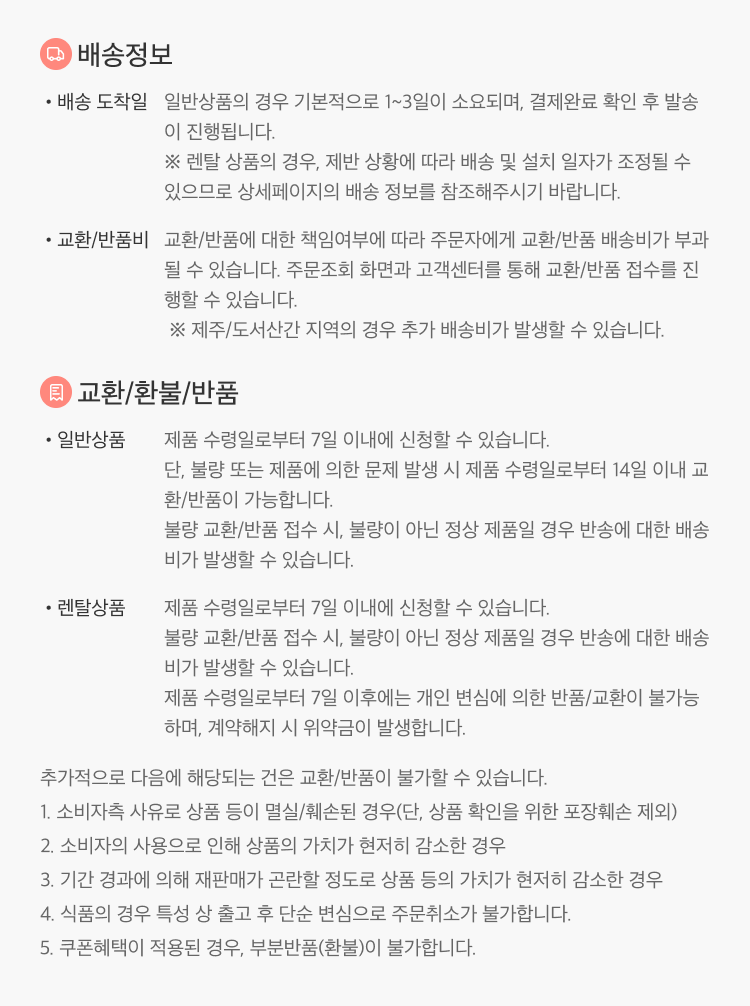 배송정보
• 배송 도착일 일반상품의 경우 기본적으로 1~3일이 소요되며, 결제완료 확인 후 발송
이 진행됩니다.
※ 렌탈 상품의 경우, 제반 상황에 따라 배송 및 설치 일자가 조정될 수
있으므로 상세페이지의 배송 정보를 참조해주시기 바랍니다.
• 교환/반품비 교환/반품에 대한 책임여부에 따라 주문자에게 교환/반품 배송비가 부과
될 수 있습니다. 주문조회 화면과 고객센터를 통해 교환/반품 접수를 진
행할 수 있습니다.
※ 제주/도서산간 지역의 경우 추가 배송비가 발생할 수 있습니다.
교환/환불/반품
• 일반상품 제품 수령일로부터 7일 이내에 신청할 수 있습니다.
단, 불량 또는 제품에 의한 문제 발생 시 제품 수령일로부터 14일 이내 교
환/반품이 가능합니다.
불량 교환/반품 접수 시, 불량이 아닌 정상 제품일 경우 반송에 대한 배송
비가 발생할 수 있습니다.
• 렌탈상품 제품 수령일로부터 7일 이내에 신청할 수 있습니다.
불량 교환/반품 접수 시, 불량이 아닌 정상 제품일 경우 반송에 대한 배송
비가 발생할 수 있습니다.
제품 수령일로부터 7일 이후에는 개인 변심에 의한 반품/교환이 불가능
하며, 계약해지 시 위약금이 발생합니다.
추가적으로 다음에 해당되는 건은 교환/반품이 불가할 수 있습니다.
1. 소비자측 사유로 상품 등이 멸실/훼손된 경우(단, 상품 확인을 위한 포장훼손 제외)
2. 소비자의 사용으로 인해 상품의 가치가 현저히 감소한 경우
3. 기간 경과에 의해 재판매가 곤란할 정도로 상품 등의 가치가 현저히 감소한 경우
4. 식품의 경우 특성 상 출고 후 단순 변심으로 주문취소가 불가합니다.
5. 쿠폰혜택이 적용된 경우, 부분반품(환불)이 불가합니다.